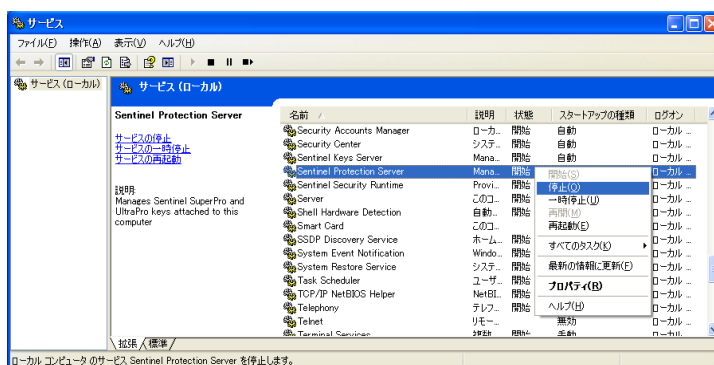 サービス
ファイル(F) 操作(A) 表示(V) ヘルプ(H)
サービス (ローカル)
サービス (ローカル)
Sentinel Protection Server
サービスの停止
サービスの一時停止
サービスの再起動
説明:
Manages Sentinel SuperPro and
UltraPro keys attached to this
computer
名前 説明 状態 スタートアップの種類 ログオン
Security Accounts Manager ローカ... 開始 自動 ローカル ...
Security Center システ... 開始 自動 ローカル ...
Sentinel Keys Server Mana... 開始 自動 ローカル ...
Sentinel Protection Server Mana... 開始 ローカル ...
Sentinel Security Runtime Provi... 開始 ローカル ...
Server このコ... 開始 ローカル ...
Shell Hardware Detection 自動... 開始 ローカル ...
Smart Card このコ... ローカル ...
SSDP Discovery Service ホーム... 開始 ローカル ...
System Event Notification Windo... 開始 ローカル ...
System Restore Service システ... 開始 ローカル ...
Task Scheduler ユーザ... 開始 ローカル ...
TCP/IP NetBIOS Helper NetBI... 開始 ローカル ...
Telephony テレフ... 開始 ローカル ...
Telnet リモー... 無効 ローカル ...
Terminal Services 複数... 開始 手動 ローカル ...
開始(S)
停止(O)
一時停止(U)
再開(M)
再起動(E)
すべてのタスク(K)
最新の情報に更新(F)
プロパティ(R)
ヘルプ(H)
拡張 標準
ローカル コンピュータ のサービス Sentinel Protection Server を停止します。